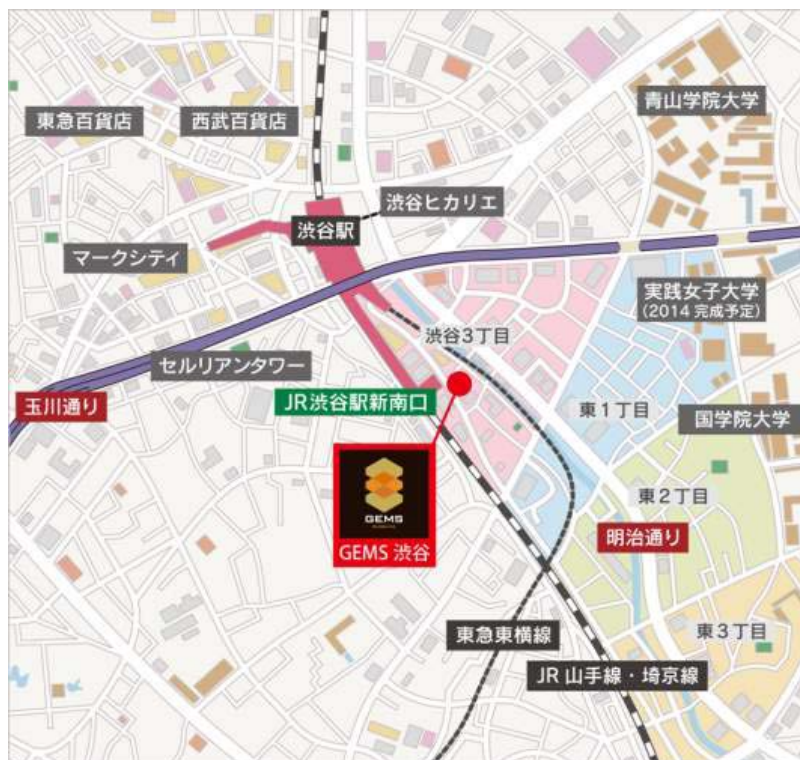 青山学院大学
東急百貨店
西武百貨店
渋谷ヒカリエ
渋谷駅
マークシティ
実践女子大学
(2014 完成予定)
渋谷3丁目
セルリアンタワー
玉川通り
JR渋谷駅新南口
東1丁目
国学院大学
GEMS
GEMS 渋谷
東2丁目
明治通り
東急東横線
東3丁目
JR 山手線・埼京線